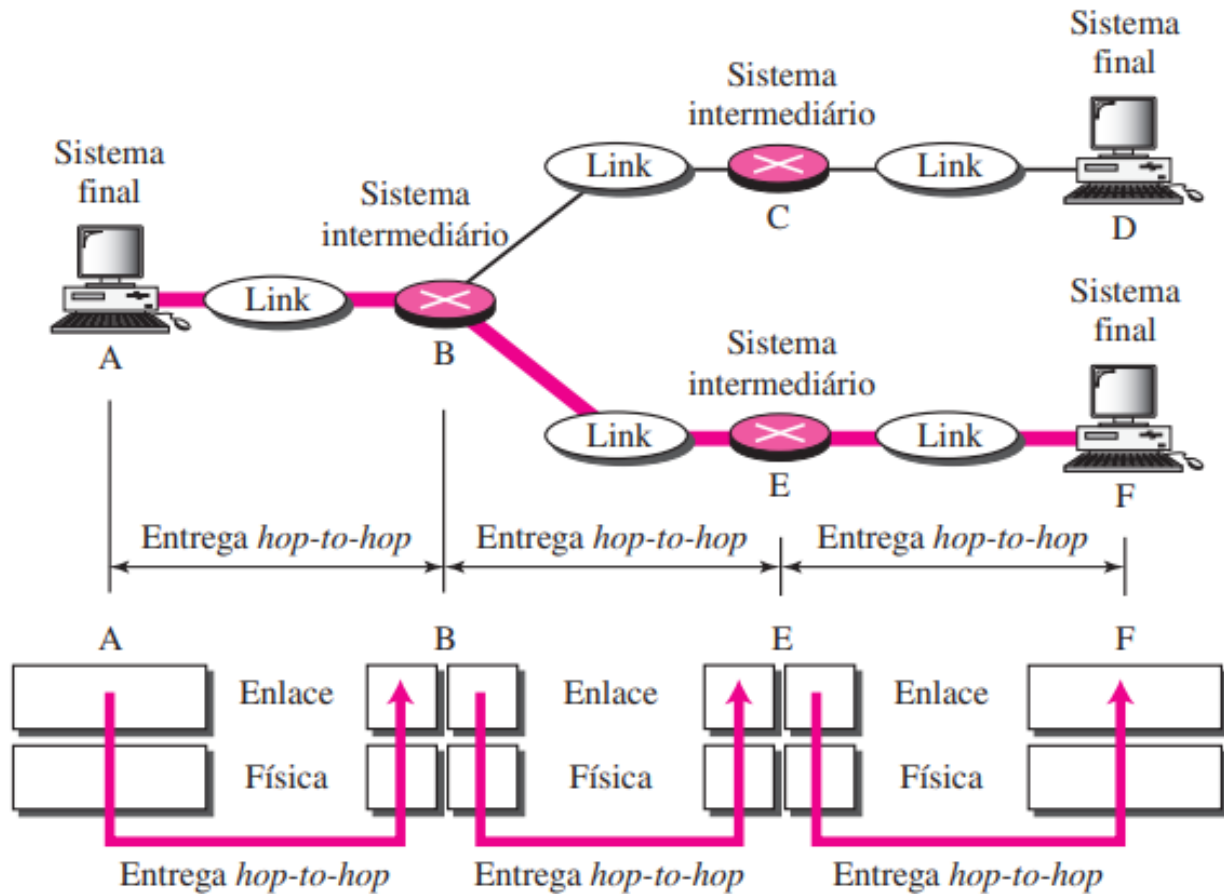 Sistema
final
Sistema
intermediário
Link
C
Link
D
Sistema
final
A
Link
Sistema
intermediário
B
Sistema
intermediário
Link
E
Link
Sistema
final
F
Entrega hop-to-hop
Entrega hop-to-hop
Entrega hop-to-hop
A
B
E
F
Enlace
Enlace
Enlace
Física
Física
Física
Entrega hop-to-hop
Entrega hop-to-hop
Entrega hop-to-hop